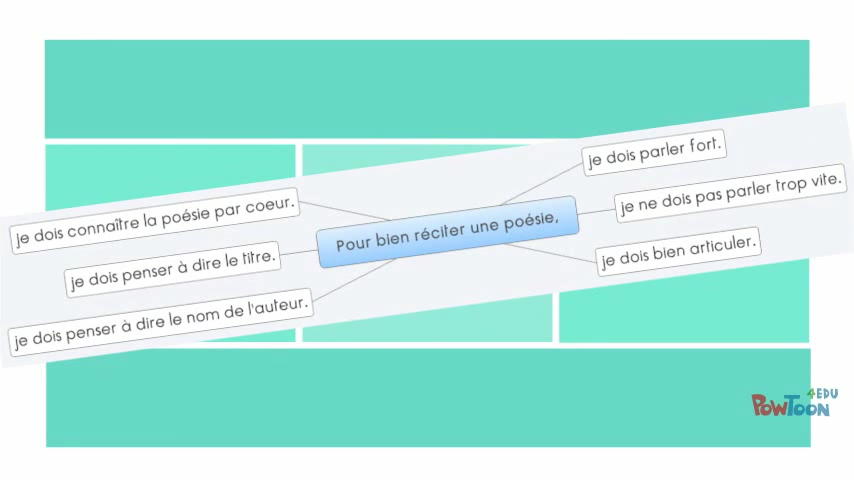 je dois parler fort.
je dois connaître la poésie par coeur.
je ne dois pas parler trop vite.
Pour bien réciter une poésie,
je dois penser à dire le titre.
je dois bien articuler.
je dois penser à dire le nom de l'auteur.
4EDU
PowToon